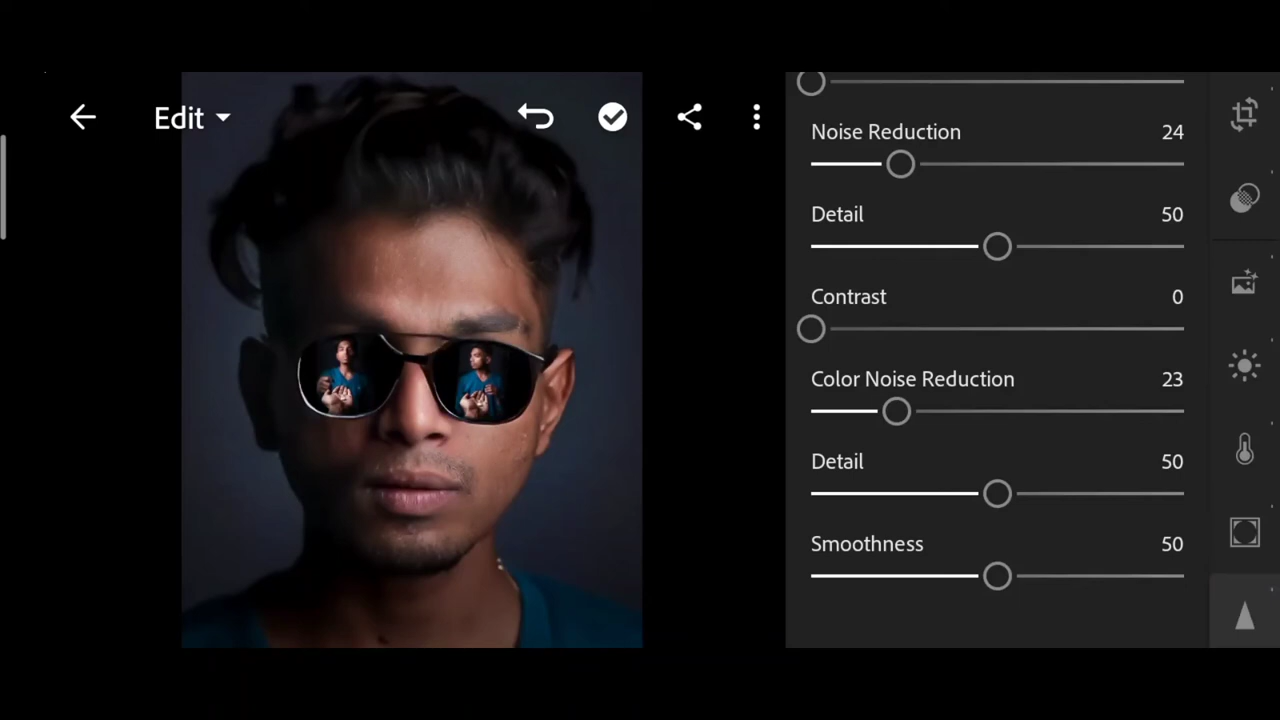 Edit
Noise Reduction 24
Detail 50
Contrast 0
Color Noise Reduction 23
Detail 50
Smoothness 50